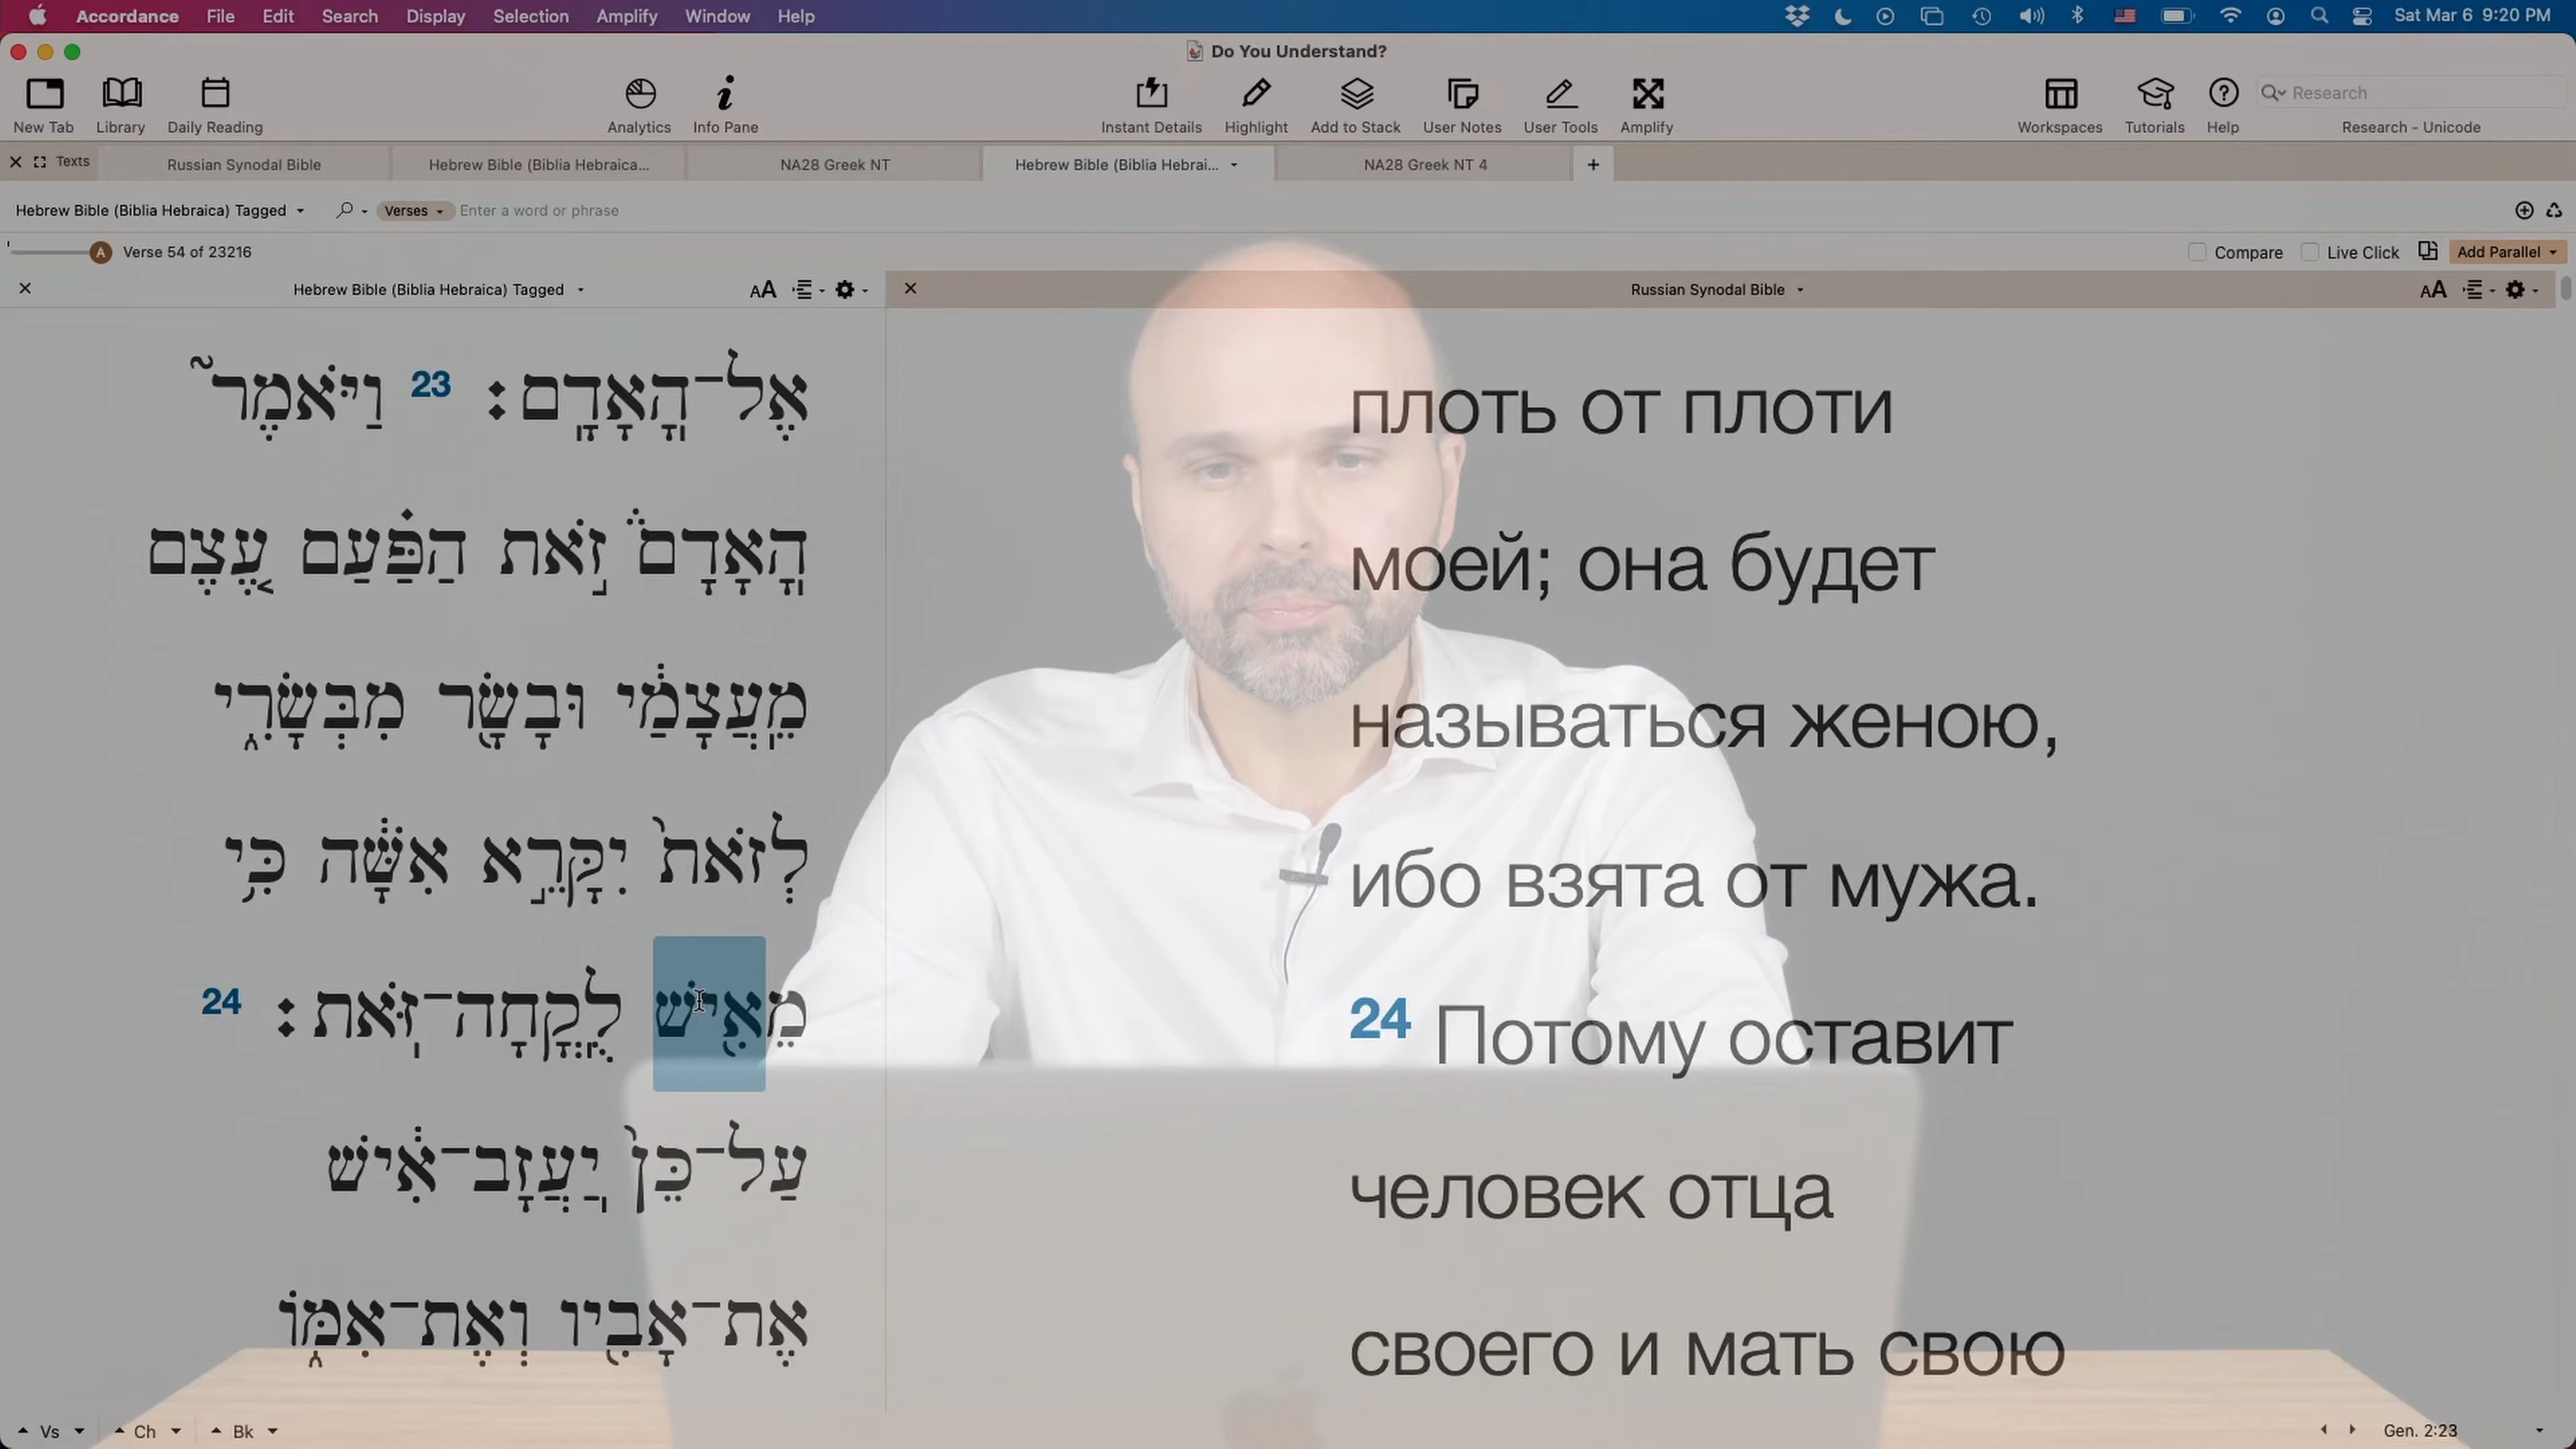 Accordance File Edit Search Display Selection Amplify Window Help Sat Mar 6 9:20 PM
Do You Understand?
New Tab Library Daily Reading Analytics Info Pane Instant Details Highlight Add to Stack User Notes User Tools Amplify Workspaces Tutorials Help Research
Research - Unicode
Texts Russian Synodal Bible Hebrew Bible (Biblia Hebraica... NA28 Greek NT Hebrew Bible (Biblia Hebrai... NA28 Greek NT 4 +
Hebrew Bible (Biblia Hebraica) Tagged Verses Enter a word or phrase
A Verse 54 of 23216 Compare Live Click Add Parallel
Hebrew Bible (Biblia Hebraica) Tagged AA
אֶל־הָֽאָדָֽם׃ 23 וַיֹּאמֶר֮
הָֽאָדָם֒ זֹ֣את הַפַּ֗עַם עֶ֚צֶם
מֵֽעֲצָמַ֔י וּבָשָׂ֖ר מִבְּשָׂרִ֑י
לְזֹאת֙ יִקָּרֵ֣א אִשָּׁ֔ה כִּ֥י
מֵאִ֖ישׁ לֻֽקֳחָה־זֹּֽאת׃ 24
עַל־כֵּן֙ יַֽעֲזָב־אִ֔ישׁ
אֶת־אָבִ֖יו וְאֶת־אִמּ֑וֹ
Russian Synodal Bible AA
плоть от плоти
моей; она будет
называться женою,
ибо взята от мужа.
24 Потому оставит
человек отца
своего и мать свою
Vs Ch Bk Gen. 2:23